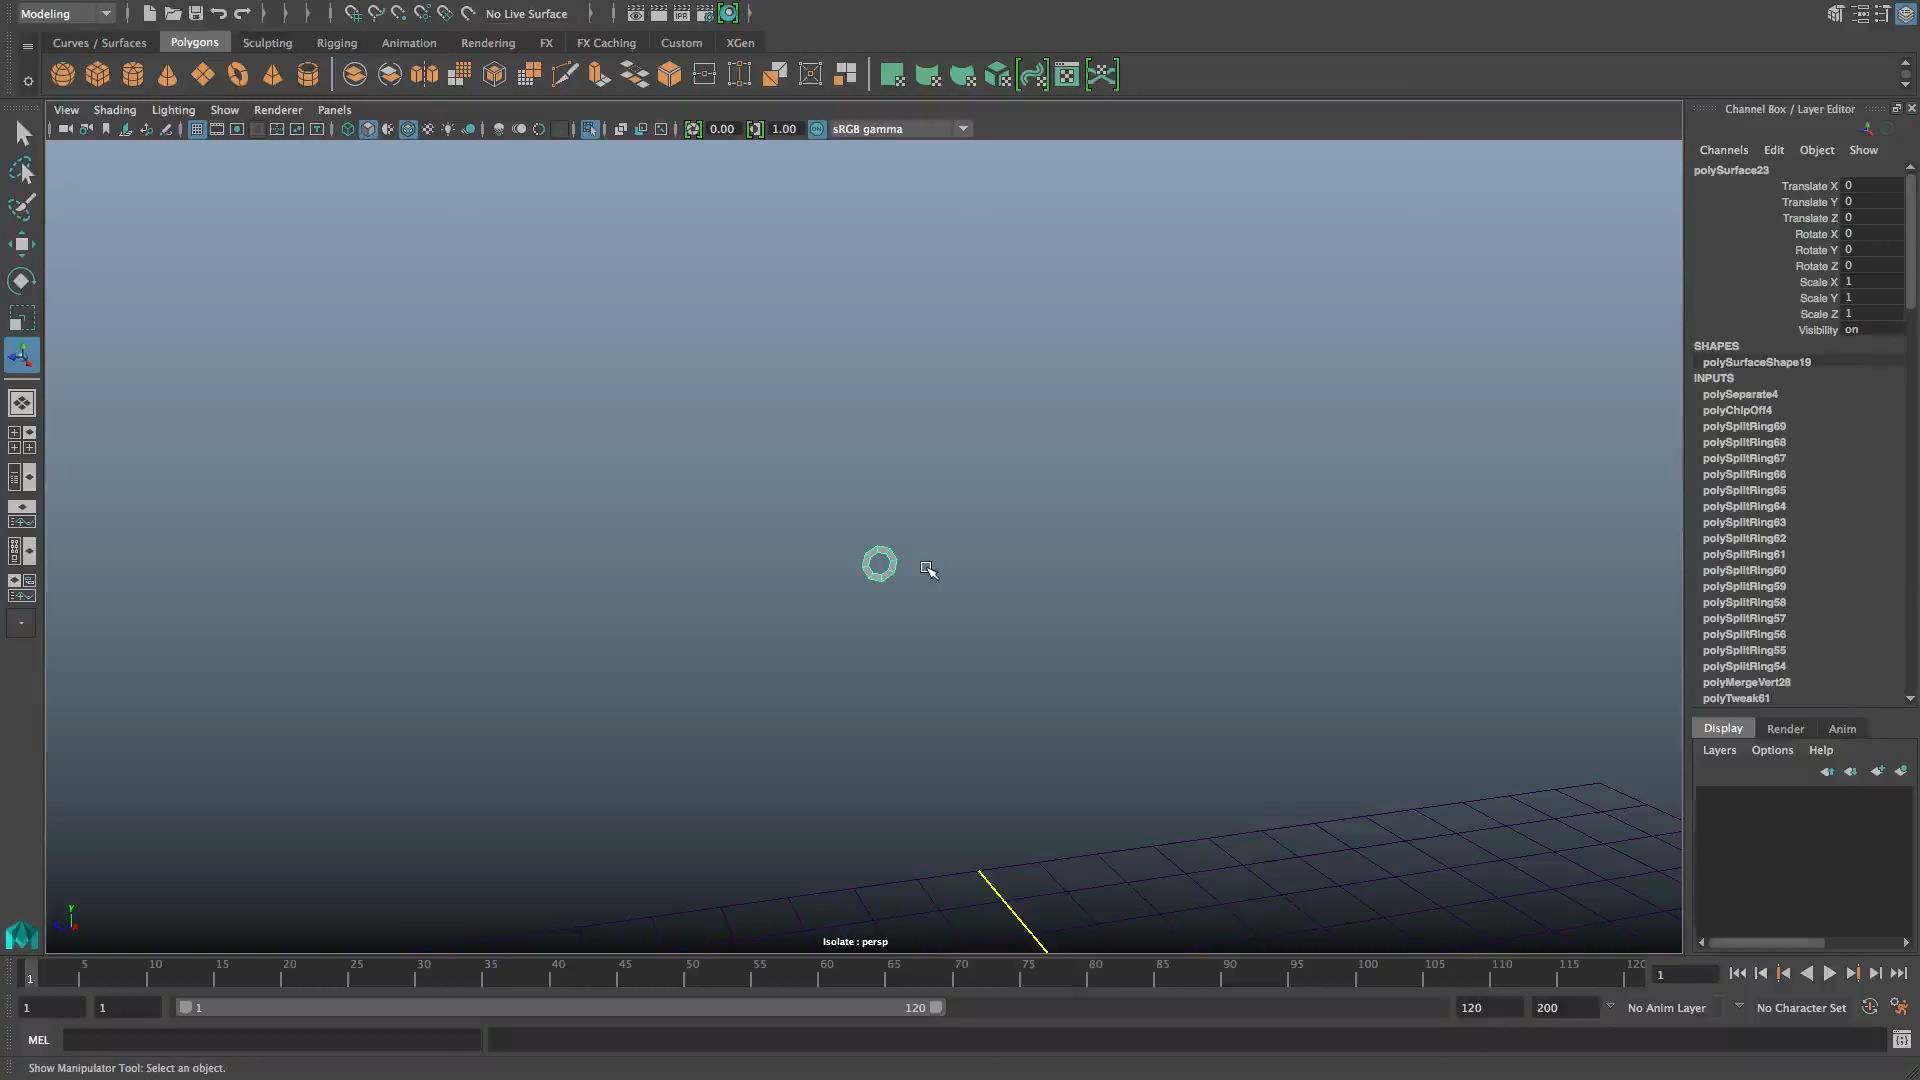 Modeling No Live Surface
Curves / Surfaces Polygons Sculpting Rigging Animation Rendering FX FX Caching Custom XGen
View Shading Lighting Show Renderer Panels
0.00 1.00 sRGB gamma
Channel Box / Layer Editor
Channels Edit Object Show
polySurface23
Translate X 0
Translate Y 0
Translate Z 0
Rotate X 0
Rotate Y 0
Rotate Z 0
Scale X 1
Scale Y 1
Scale Z 1
Visibility on
SHAPES
polySurfaceShape19
INPUTS
polySeparate4
polyChipOff4
polySplitRing69
polySplitRing68
polySplitRing67
polySplitRing66
polySplitRing65
polySplitRing64
polySplitRing63
polySplitRing62
polySplitRing61
polySplitRing60
polySplitRing59
polySplitRing58
polySplitRing57
polySplitRing56
polySplitRing55
polySplitRing54
polyMergeVert28
polyTweak61
Display Render Anim
Layers Options Help
y
Isolate : persp
1 5 10 15 20 25 30 35 40 45 50 55 60 65 70 75 80 85 90 95 100 105 110 115 120 1
1 1 1 120 120 200 No Anim Layer No Character Set
MEL
Show Manipulator Tool: Select an object.